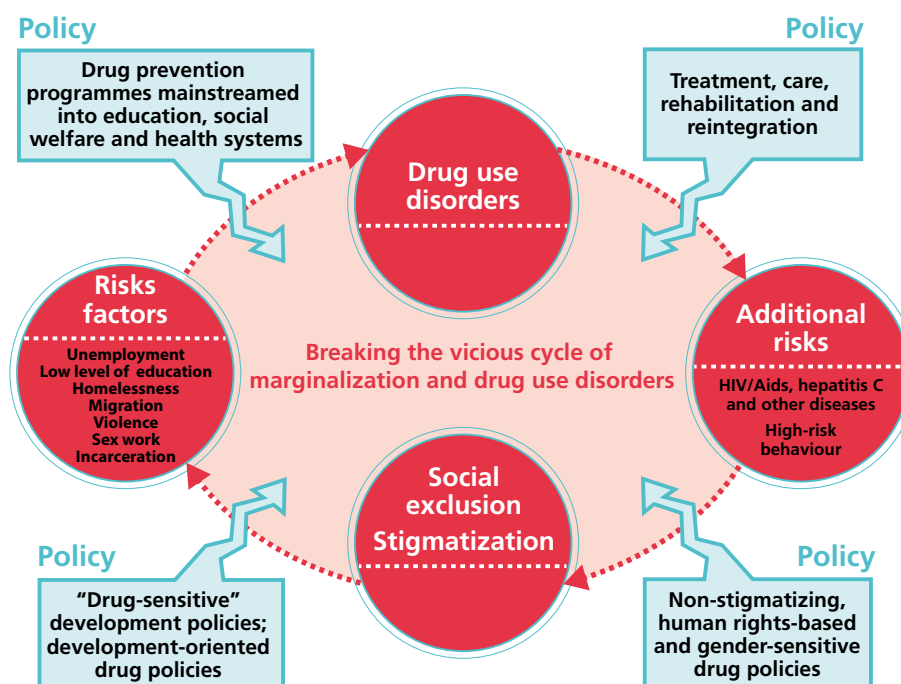 Policy
Drug prevention
programmes mainstreamed
into education, social
welfare and health systems
Policy
Treatment, care,
rehabilitation and
reintegration
Drug use
disorders
Risks
factors
Unemployment
Low level of education
Homelessness
Migration
Violence
Sex work
Incarceration
Breaking the vicious cycle of
marginalization and drug use disorders
Additional
risks
HIV/Aids, hepatitis C
and other diseases
High-risk
behaviour
Social
exclusion
Stigmatization
Policy
"Drug-sensitive"
development policies;
development-oriented
drug policies
Policy
Non-stigmatizing,
human rights-based
and gender-sensitive
drug policies